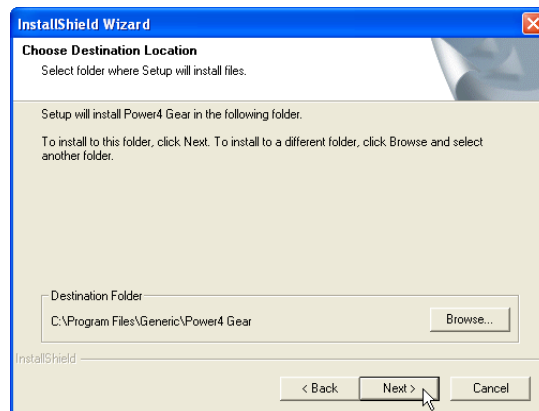 InstallShield Wizard
Choose Destination Location
Select folder where Setup will install files.
Setup will install Power4 Gear in the following folder.
To install to this folder, click Next. To install to a different folder, click Browse and select
another folder.
Destination Folder
C:\Program Files\Generic\Power4 Gear
Browse...
InstallShield
< Back
Next >
Cancel